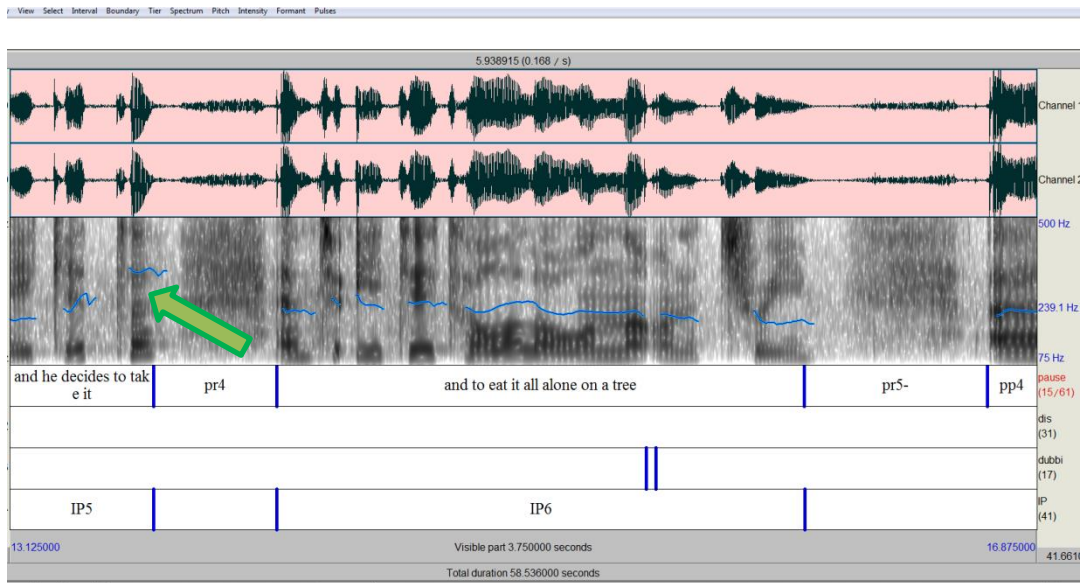 View Select Interval Boundary Tier Spectrum Pitch Intensity Formant Pulses
5.938915 (0.168 / s)
Channel 1
Channel 2
500 Hz
239.1 Hz
75 Hz
and he decides to tak
e it
pr4
and to eat it all alone on a tree
pr5-
pp4
pause
(15/61)
dis
(31)
dubbi
(17)
IP5
IP6
IP
(41)
13.125000
Visible part 3.750000 seconds
16.875000
41.6610
Total duration 58.536000 seconds